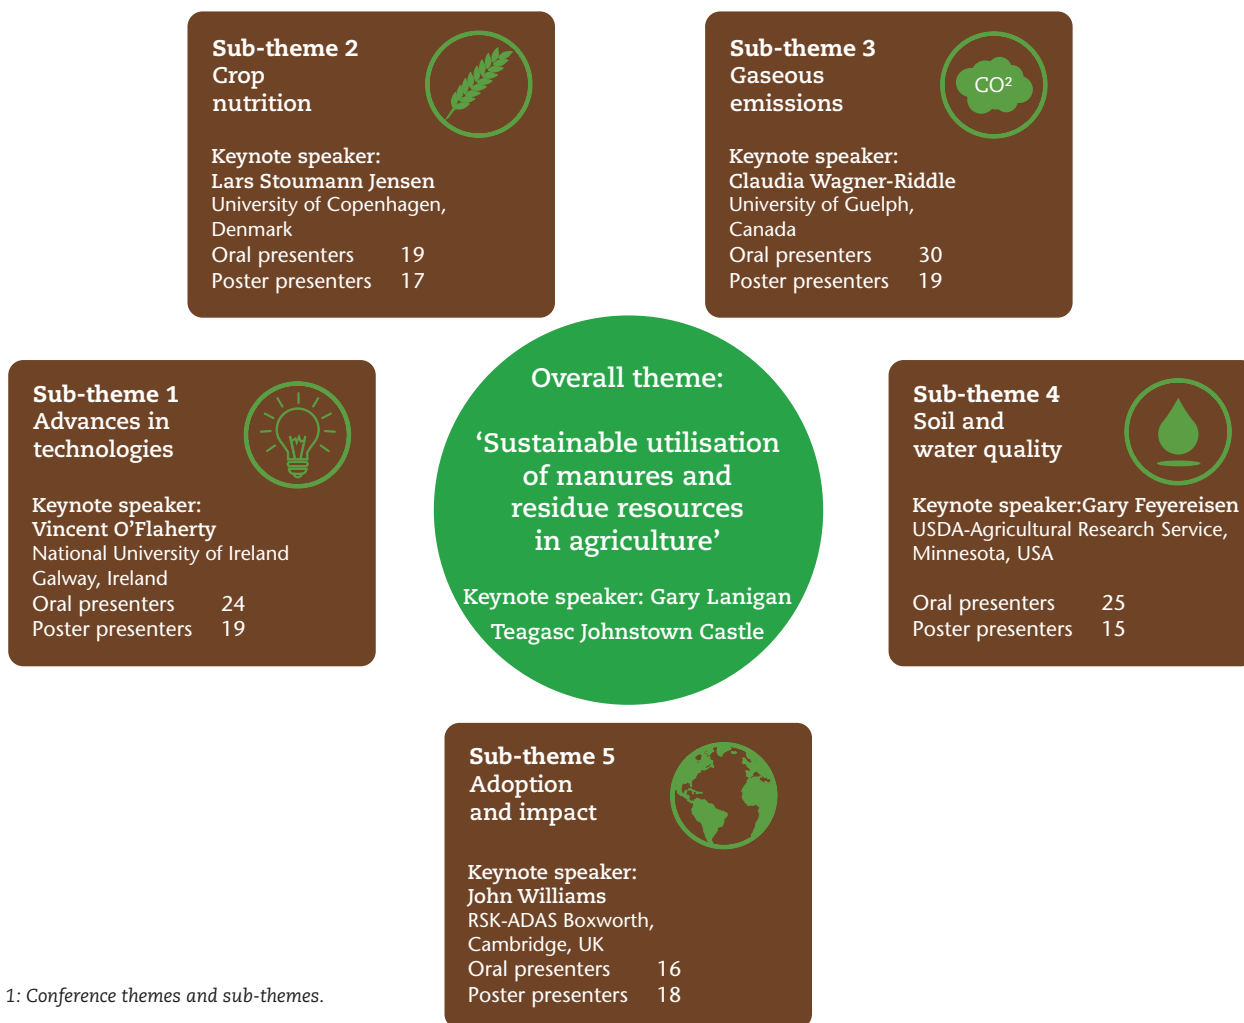 Sub-theme 2
Crop
nutrition
Keynote speaker:
Lars Stoumann Jensen
University of Copenhagen,
Denmark
Oral presenters 19
Poster presenters 17
Sub-theme 3
Gaseous
emissions
CO²
Keynote speaker:
Claudia Wagner-Riddle
University of Guelph,
Canada
Oral presenters 30
Poster presenters 19
Sub-theme 1
Advances in
technologies
Keynote speaker:
Vincent O’Flaherty
National University of Ireland
Galway, Ireland
Oral presenters 24
Poster presenters 19
Overall theme:
‘Sustainable utilisation
of manures and
residue resources
in agriculture’
Keynote speaker: Gary Lanigan
Teagasc Johnstown Castle
Sub-theme 4
Soil and
water quality
Keynote speaker:Gary Feyereisen
USDA-Agricultural Research Service,
Minnesota, USA
Oral presenters 25
Poster presenters 15
Sub-theme 5
Adoption
and impact
Keynote speaker:
John Williams
RSK-ADAS Boxworth,
Cambridge, UK
Oral presenters 16
Poster presenters 18
1: Conference themes and sub-themes.